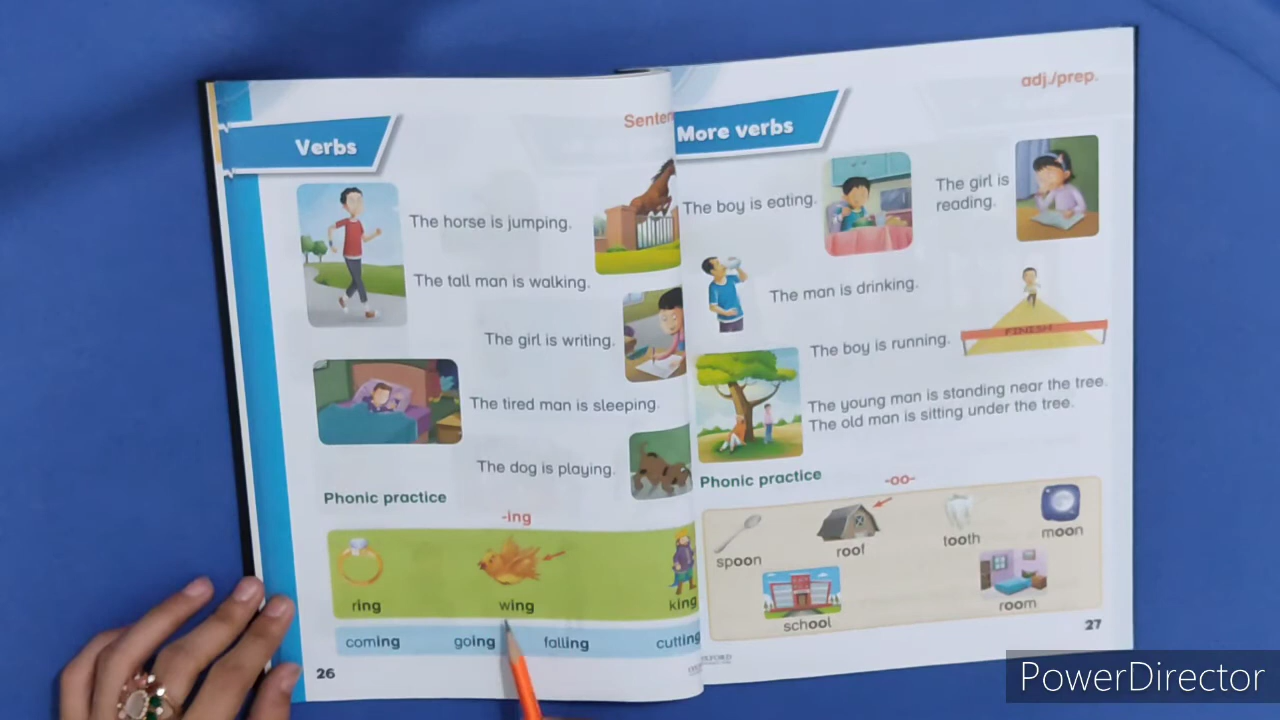 Verbs
The horse is jumping.
The tall man is walking.
The girl is writing.
The tired man is sleeping.
The dog is playing.
Phonic practice
-ing
ring
wing
king
coming going falling cutting
26
adj./prep.
More verbs
The boy is eating.
The girl is
reading.
The man is drinking.
FINISH
The boy is running.
The young man is standing near the tree.
The old man is sitting under the tree.
Phonic practice
-oo-
spoon
roof
tooth
moon
school
room
27
PowerDirector